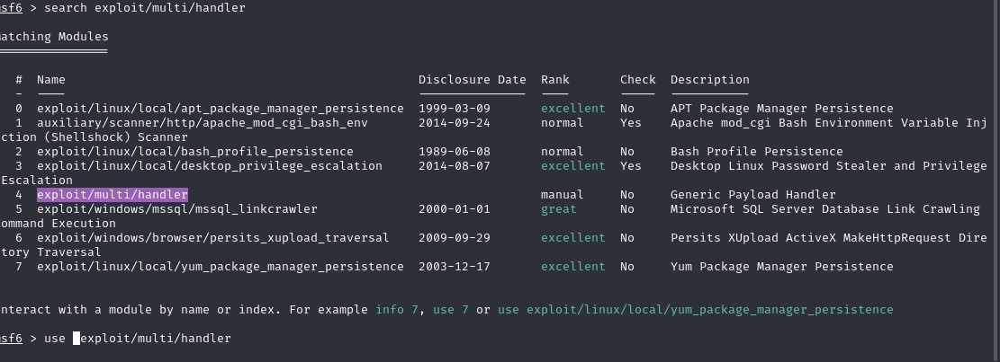 msf6 > search exploit/multi/handler
Matching Modules
================
# Name Disclosure Date Rank Check Description
- ---- --------------- ---- ----- -----------
0 exploit/linux/local/apt_package_manager_persistence 1999-03-09 excellent No APT Package Manager Persistence
1 auxiliary/scanner/http/apache_mod_cgi_bash_env 2014-09-24 normal Yes Apache mod_cgi Bash Environment Variable Inj
ction (Shellshock) Scanner
2 exploit/linux/local/bash_profile_persistence 1989-06-08 normal No Bash Profile Persistence
3 exploit/linux/local/desktop_privilege_escalation 2014-08-07 excellent Yes Desktop Linux Password Stealer and Privilege
Escalation
4 exploit/multi/handler manual No Generic Payload Handler
5 exploit/windows/mssql/mssql_linkcrawler 2000-01-01 great No Microsoft SQL Server Database Link Crawling
ommand Execution
6 exploit/windows/browser/persits_xupload_traversal 2009-09-29 excellent No Persits XUpload ActiveX MakeHttpRequest Dire
tory Traversal
7 exploit/linux/local/yum_package_manager_persistence 2003-12-17 excellent No Yum Package Manager Persistence
nteract with a module by name or index. For example info 7, use 7 or use exploit/linux/local/yum_package_manager_persistence
msf6 > use exploit/multi/handler